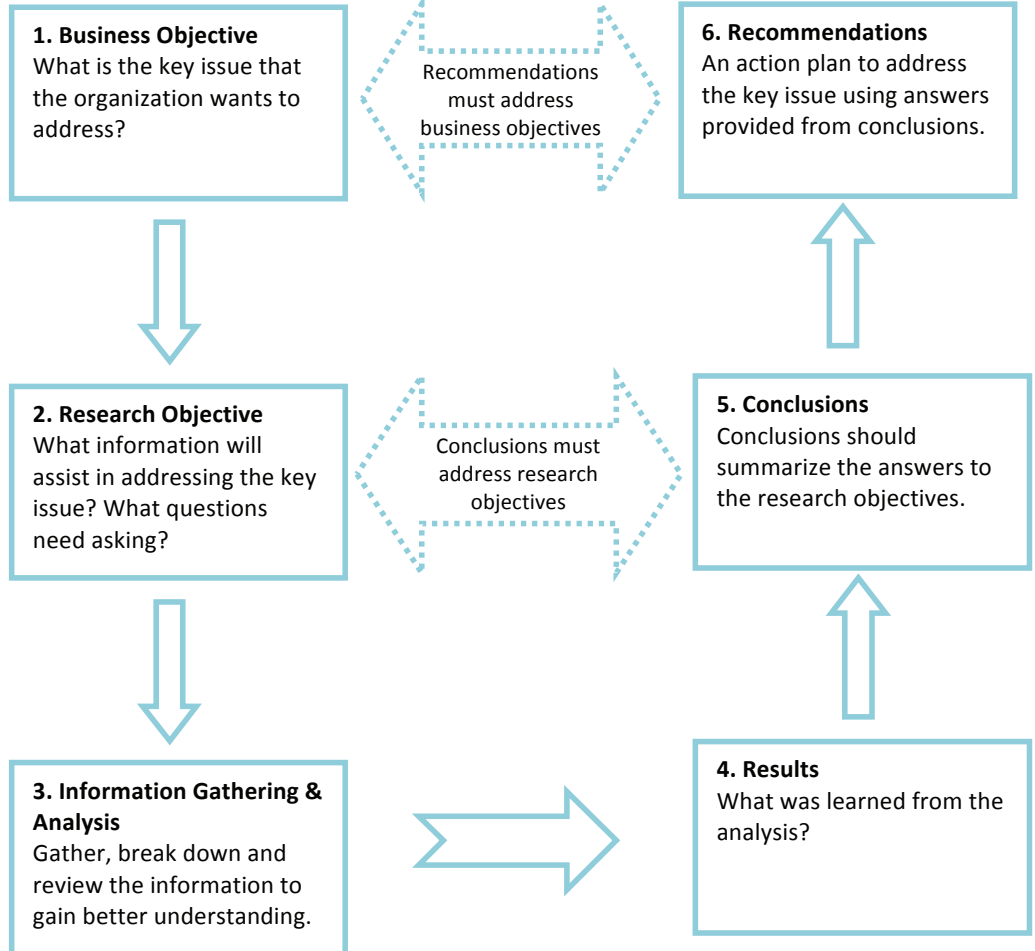 1. Business Objective
What is the key issue that
the organization wants to
address?
Recommendations
must address
business objectives
6. Recommendations
An action plan to address
the key issue using answers
provided from conclusions.
2. Research Objective
What information will
assist in addressing the key
issue? What questions
need asking?
Conclusions must
address research
objectives
5. Conclusions
Conclusions should
summarize the answers to
the research objectives.
3. Information Gathering &
Analysis
Gather, break down and
review the information to
gain better understanding.
4. Results
What was learned from the
analysis?